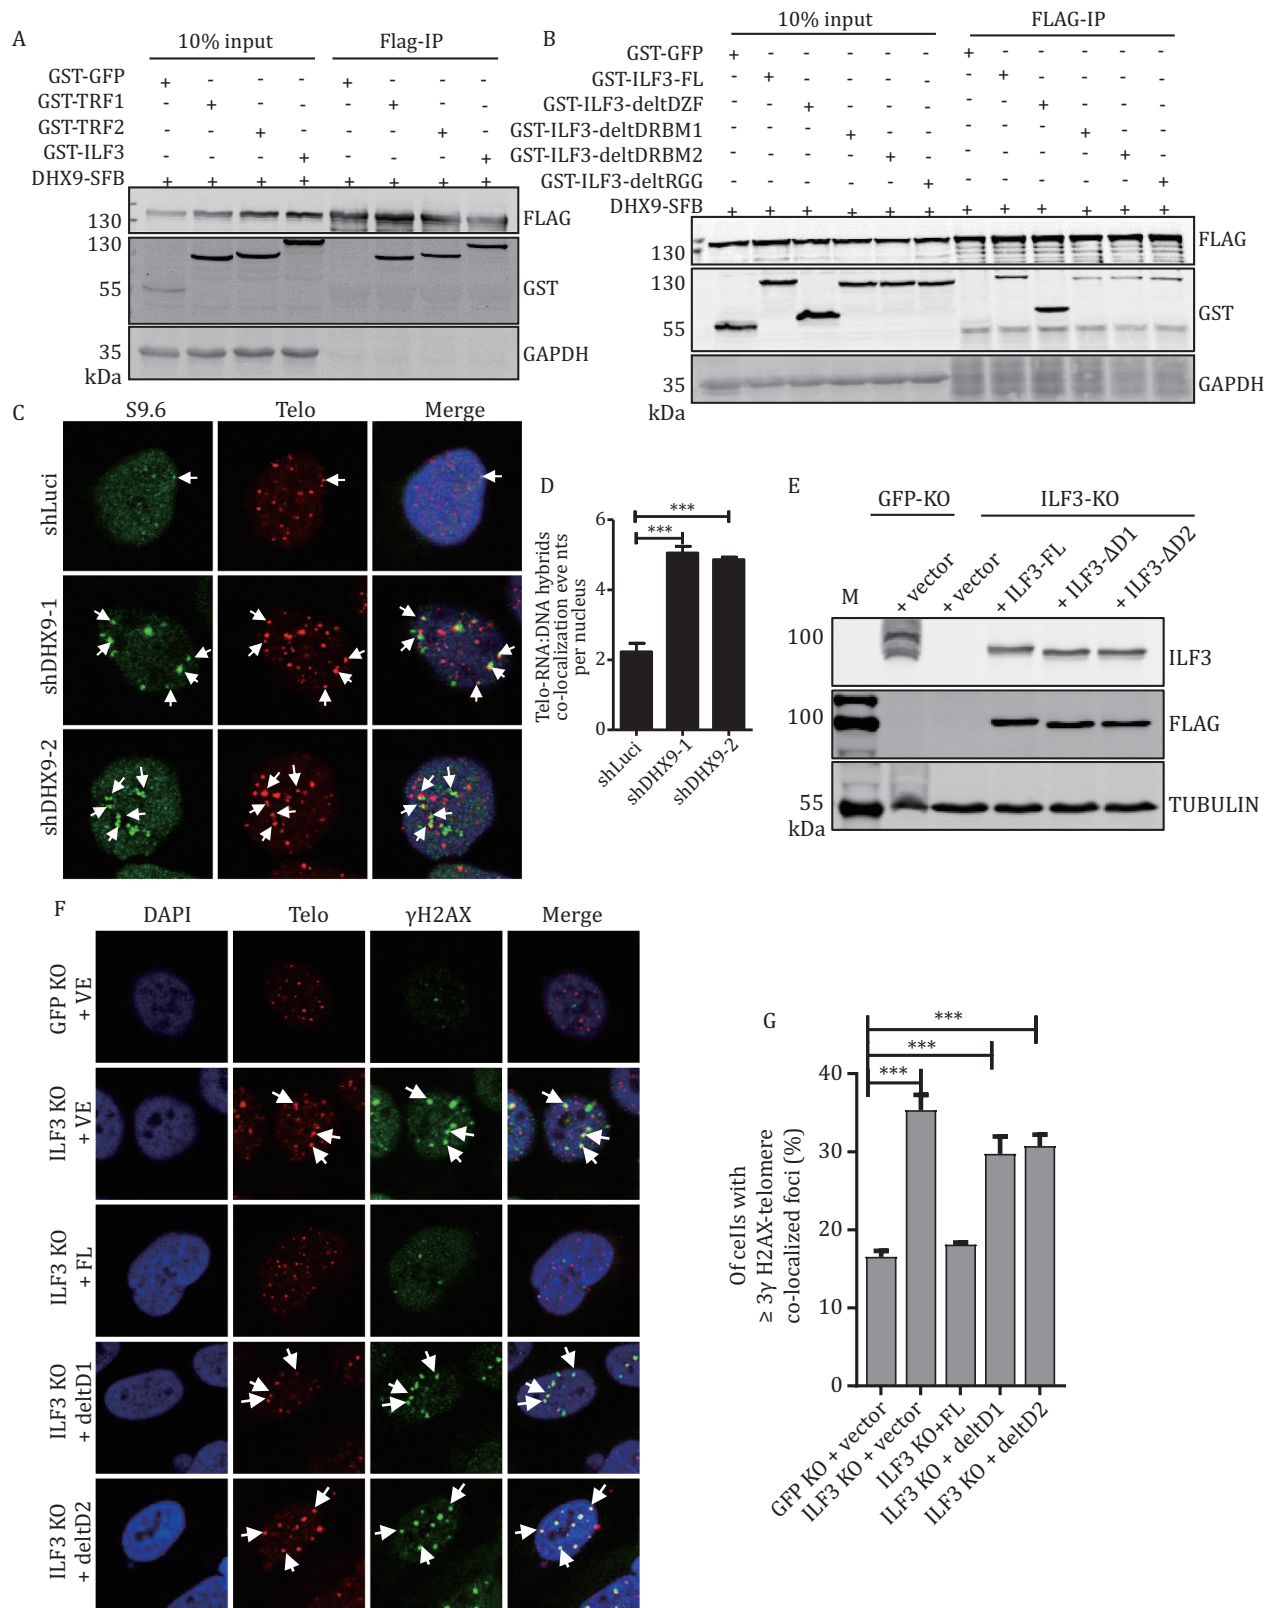 A
10% input Flag-IP
GST-GFP + - - - + - - -
GST-TRF1 - + - - - + - -
GST-TRF2 - - + - - - + -
GST-ILF3 - - - + - - - +
DHX9-SFB + + + + + + + +
130 FLAG
130
55 GST
35 GAPDH
kDa
B
10% input FLAG-IP
GST-GFP + - - - - - + - - - - -
GST-ILF3-FL - + - - - - - + - - - -
GST-ILF3-deltDZF - - + - - - - - + - - -
GST-ILF3-deltDRBM1 - - - + - - - - - + - -
GST-ILF3-deltDRBM2 - - - - + - - - - - + -
GST-ILF3-deltRGG - - - - - + - - - - - +
DHX9-SFB + + + + + + + + + + + +
130 FLAG
130
55 GST
35 GAPDH
kDa
C
S9.6 Telo Merge
shLuci
shDHX9-1
shDHX9-2
D
Telo-RNA:DNA hybrids
co-localization eve nts
per nucleus
6
4
2
0
*** ***
shLuci
shDHX9-1
shDHX9-2
E
GFP-KO ILF3-KO
M + vector + vector + ILF3-FL + ILF3-ΔD1 + ILF3-ΔD2
100 ILF3
100 FLAG
55 TUBULIN
kDa
F
DAPI Telo γH2AX Merge
GFP KO
+ VE
ILF3 KO
+ VE
ILF3 KO
+ FL
ILF3 KO
+ deltD1
ILF3 KO
+ deltD2
G
Of cells with
≥ 3γ H2AX-telomere
co-localized foci (%)
40
30
20
10
0
***
***
***
GFP KO + vector
ILF3 KO + vector
ILF3 KO+FL
ILF3 KO + deltD1
ILF3 KO + deltD2